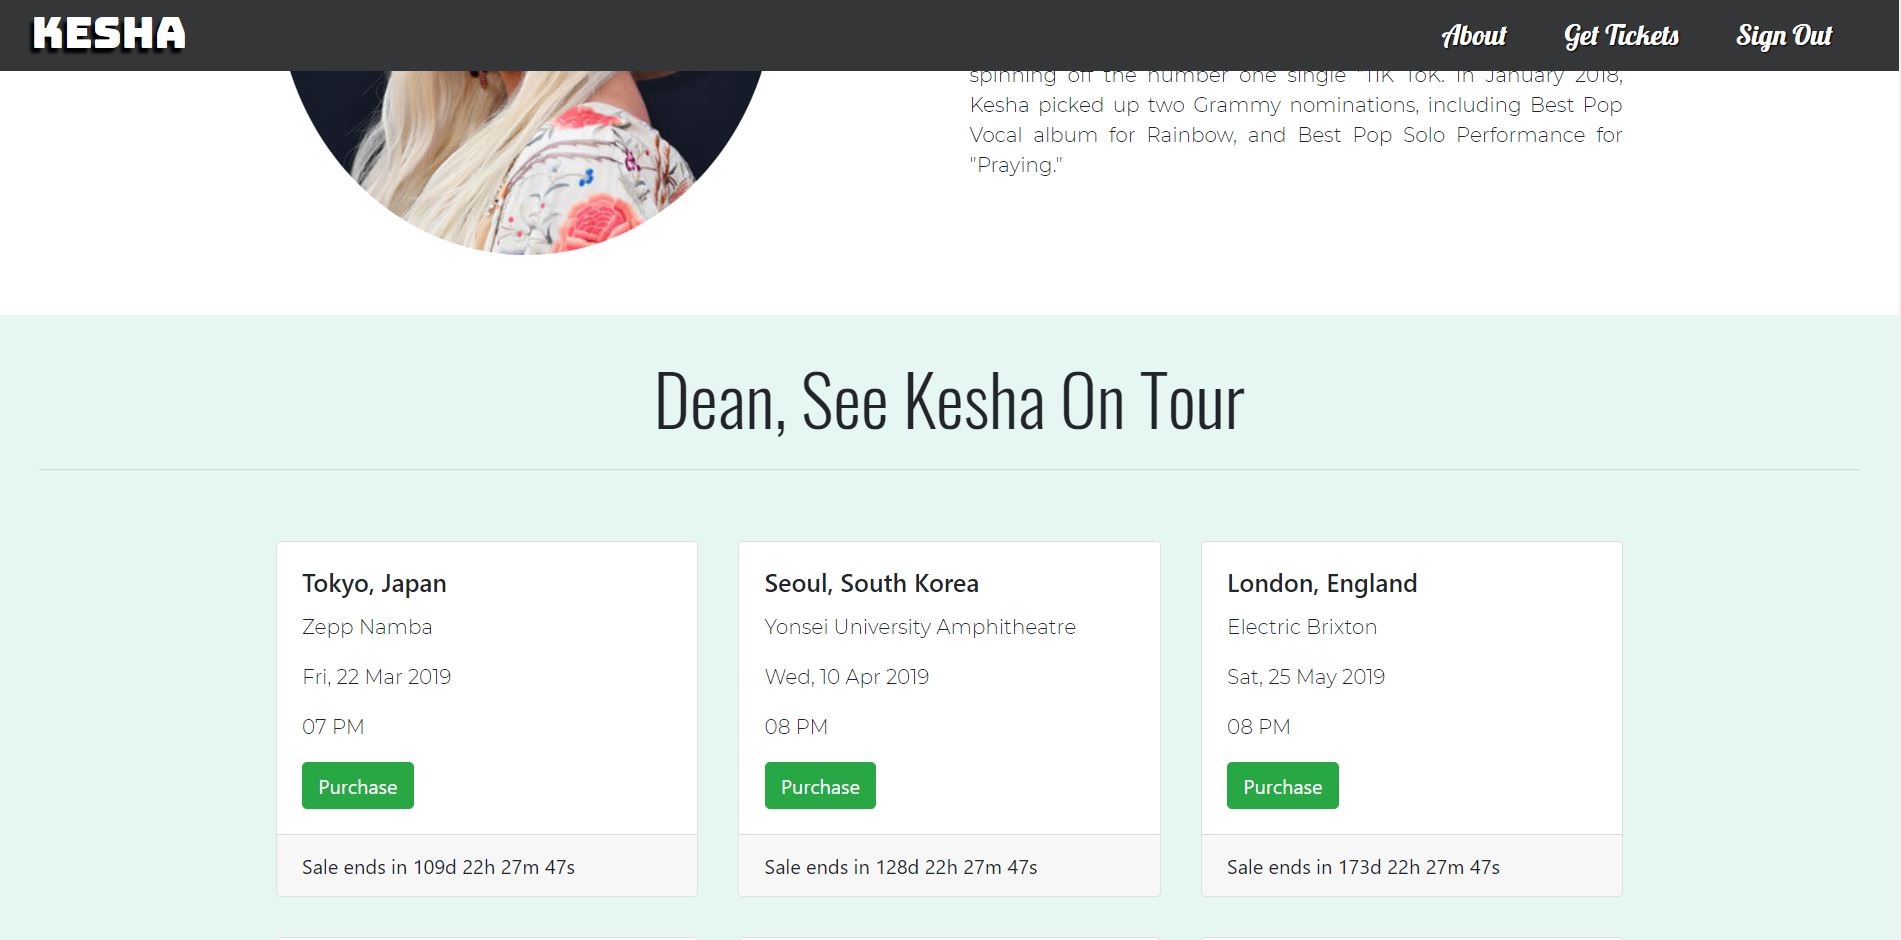 KESHA
About
Get Tickets
Sign Out
spinning off the number one single "TiK ToK. In January 2018,
Kesha picked up two Grammy nominations, including Best Pop
Vocal album for Rainbow, and Best Pop Solo Performance for
"Praying."
Dean, See Kesha On Tour
Tokyo, Japan
Zepp Namba
Fri, 22 Mar 2019
07 PM
Purchase
Sale ends in 109d 22h 27m 47s
Seoul, South Korea
Yonsei University Amphitheatre
Wed, 10 Apr 2019
08 PM
Purchase
Sale ends in 128d 22h 27m 47s
London, England
Electric Brixton
Sat, 25 May 2019
08 PM
Purchase
Sale ends in 173d 22h 27m 47s